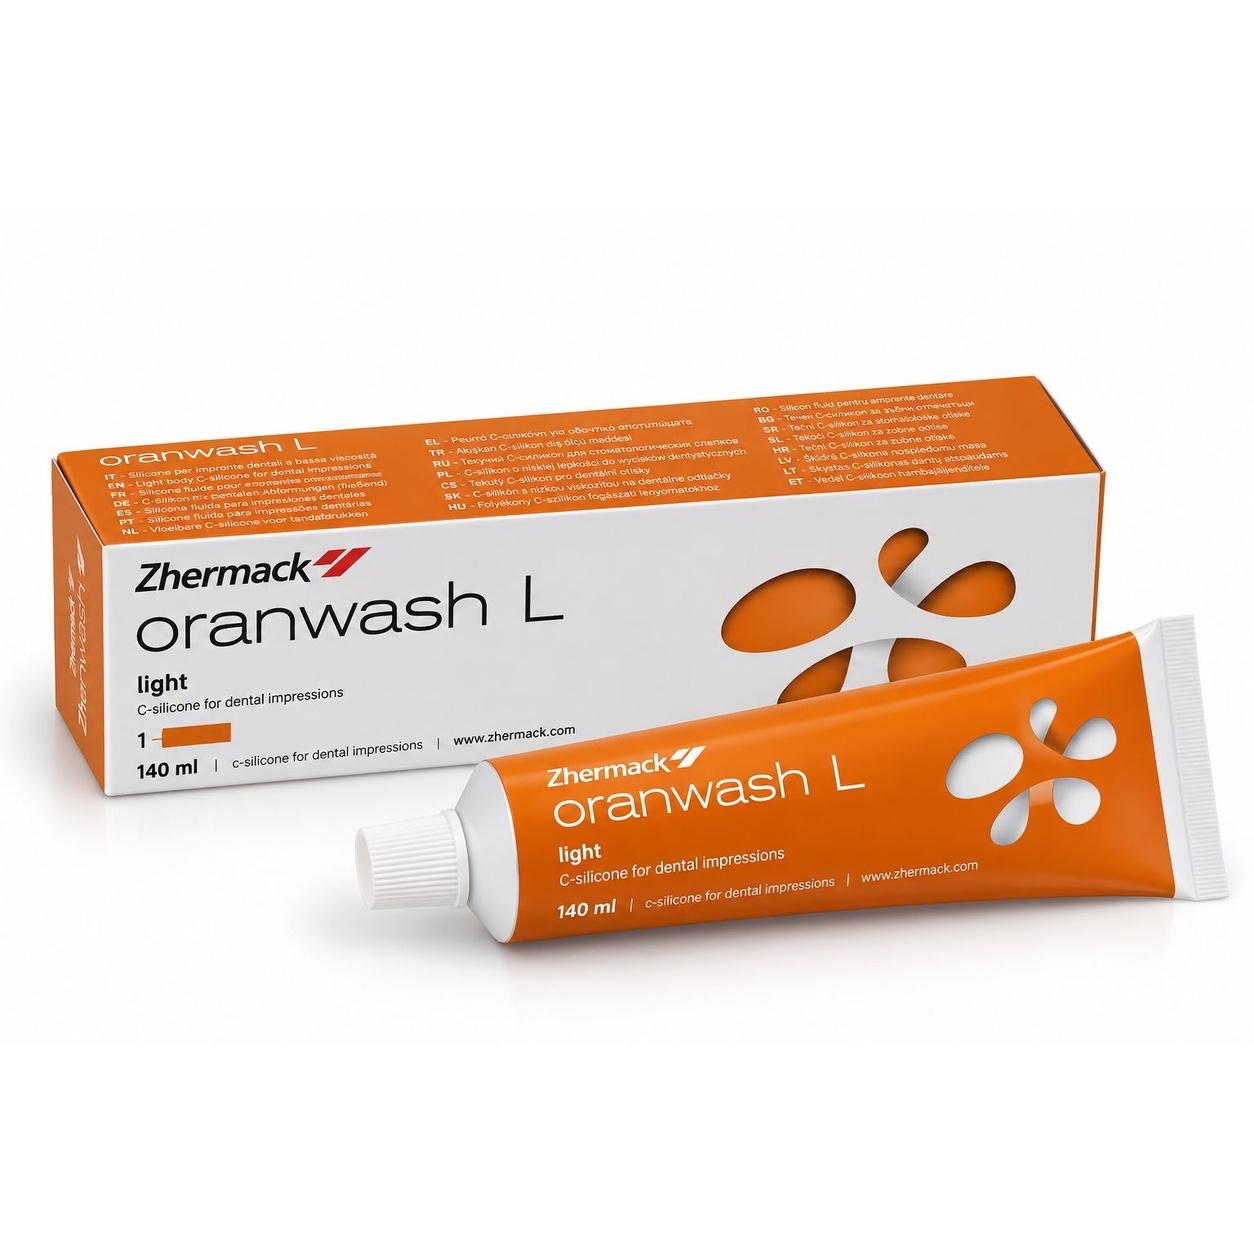 oranwash L
IT - Silicone per impronte dentali a bassa viscosità
EN - Light body C-silicone for dental impressions
FR - Silicone fluide pour
DE - C-Silikon dentalen Abformungen (fließend)
ES - Silicona fluida para impresiones dentales
PT - Silicone fluida para impressões dentárias
NL - Vloeibare C-silicone voor tandafdrukken
EL - Ρευστό C-σιλικόνη για οδοντικά αποτυπώματα
TR - Akışkan C-silikon diş ölçü maddesi
RU - Текучий C-силикон для стоматологических слепков
PL - C-silikon o niskiej lepkości do wycisków dentystycznych
CS - Tekutý C-silikon pro dentální otisky
SK - C-silikón s nízkou viskozitou na dentálne odtlačky
HU - Folyékony C-szilikon fogászati lenyomatokhoz
RO - Silicon fluid pentru amprente dentare
BG - Течен C-силикон за зъбни отпечатъци
SR - Tečni C-silikon za stomatološke otiske
SL - Tekoči C-silikon za zobne odtise
HR - Tečni C-silikon za zubne otiske
LV - Šķidrā C-silikona nospiedumu masa
LT - Skystas C-silikonas dantų atspaudams
ET - Vedel C-silikoon hambajäljenditele
Zhermack
oranwash L
light
C-silicone for dental impressions
1
140 ml | c-silicone for dental impressions | www.zhermack.com
Zhermack
oranwash L
light
C-silicone for dental impressions
140 ml | c-silicone for dental impressions | www.zhermack.com